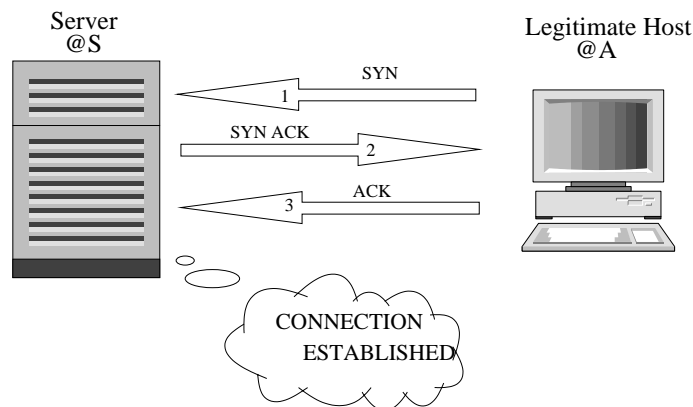 Server
@S
Legitimate Host
@A
SYN
1
SYN ACK
2
ACK
3
CONNECTION
ESTABLISHED